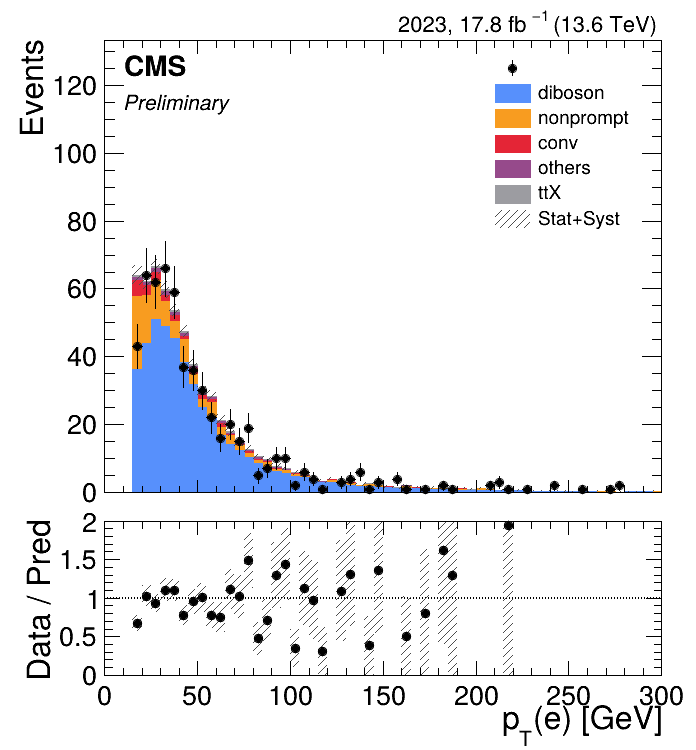 2023, 17.8 fb⁻¹ (13.6 TeV)
CMS
Preliminary
diboson
nonprompt
conv
others
ttX
Stat+Syst
Events
120
100
80
60
40
20
0
Data / Pred
2
1.5
1
0.5
0
0 50 100 150 200 250 300
p_T(e) [GeV]